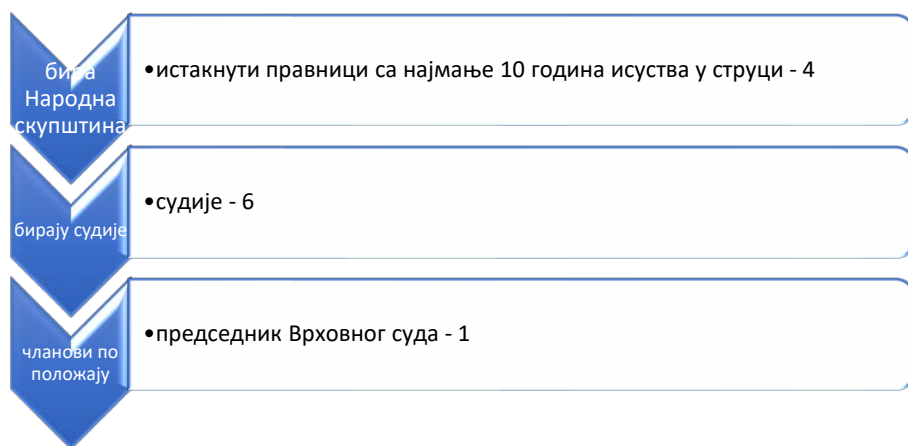 бира
Народна
скупштина
•истакнути правници са најмање 10 година исуства у струци - 4
бирају судије
•судије - 6
чланови по
положају
•председник Врховног суда - 1